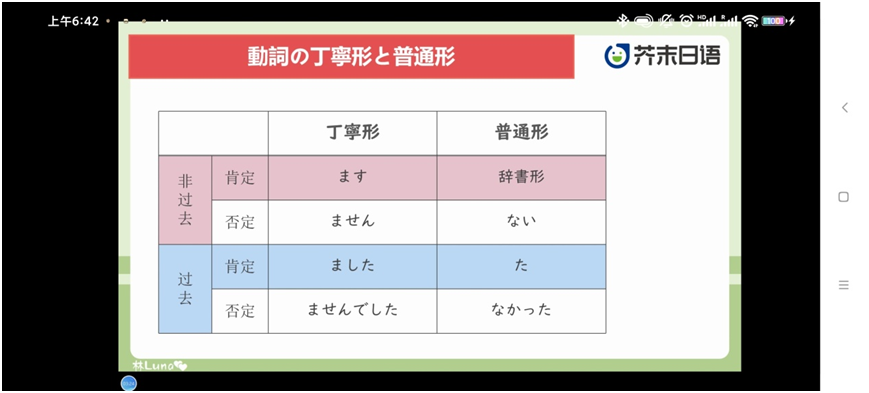 上午6:42
動詞の丁寧形と普通形
芥末日语
丁寧形 普通形
非过去 肯定 ます 辞書形
否定 ません ない
过去 肯定 ました た
否定 ませんでした なかった
林Luna